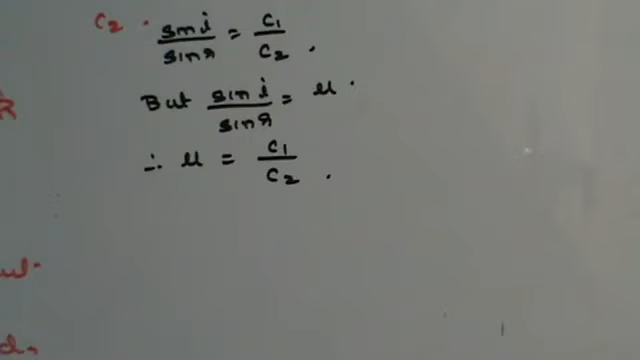 C2 . sin i / sin r = C1 / C2 .
But sin i / sin r = μ .
∴ μ = C1 / C2 .